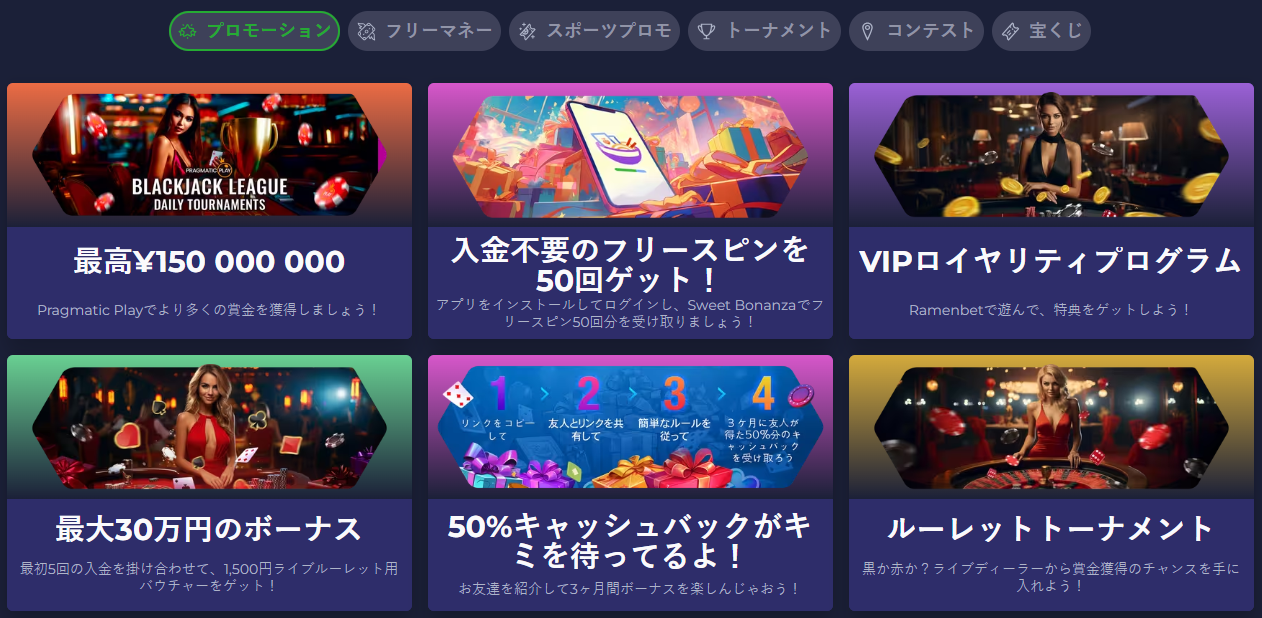 プロモーション
フリーマネー
スポーツプロモ
トーナメント
コンテスト
宝くじ
PRAGMATIC PLAY
BLACKJACK LEAGUE
DAILY TOURNAMENTS
最高¥150 000 000
Pragmatic Playでより多くの賞金を獲得しましょう！
入金不要のフリースピンを
50回ゲット！
アプリをインストールしてログインし、Sweet Bonanzaでフ
リースピン50回分を受け取りましょう！
VIPロイヤリティプログラム
Ramenbetで遊んで、特典をゲットしよう！
最大30万円のボーナス
最初5回の入金を掛け合わせて、1,500円ライブルーレット用
バウチャーをゲット！
1
リンクをコピー
して
2
友人とリンクを共
有して
3
簡単なルールを
従って
4
３ヶ月に友人が
得た50%分のキ
ャッシュバック
を受け取ろう
50%キャッシュバックがキ
ミを待ってるよ！
お友達を紹介して3ヶ月間ボーナスを楽しんじゃおう！
ルーレットトーナメント
黒か赤か？ライブディーラーから賞金獲得のチャンスを手に
入れよう！